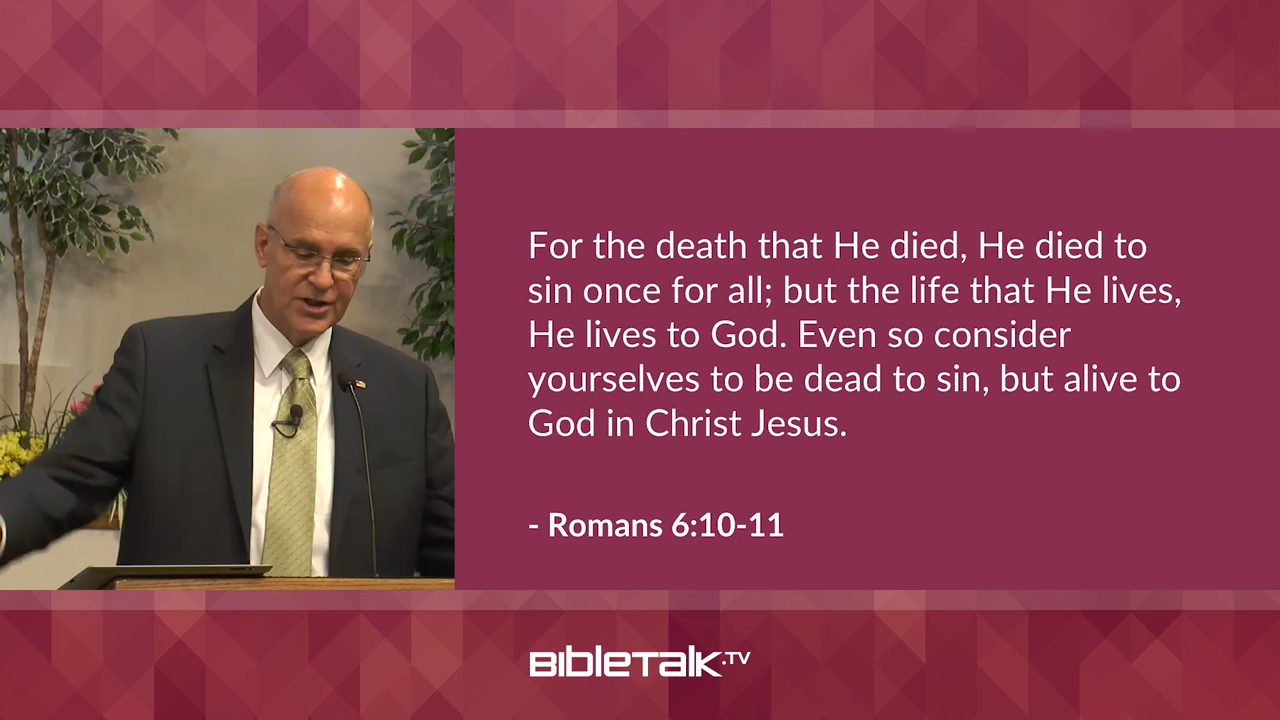 For the death that He died, He died to
sin once for all; but the life that He lives,
He lives to God. Even so consider
yourselves to be dead to sin, but alive to
God in Christ Jesus.
- Romans 6:10-11
BIBLETALK.TV